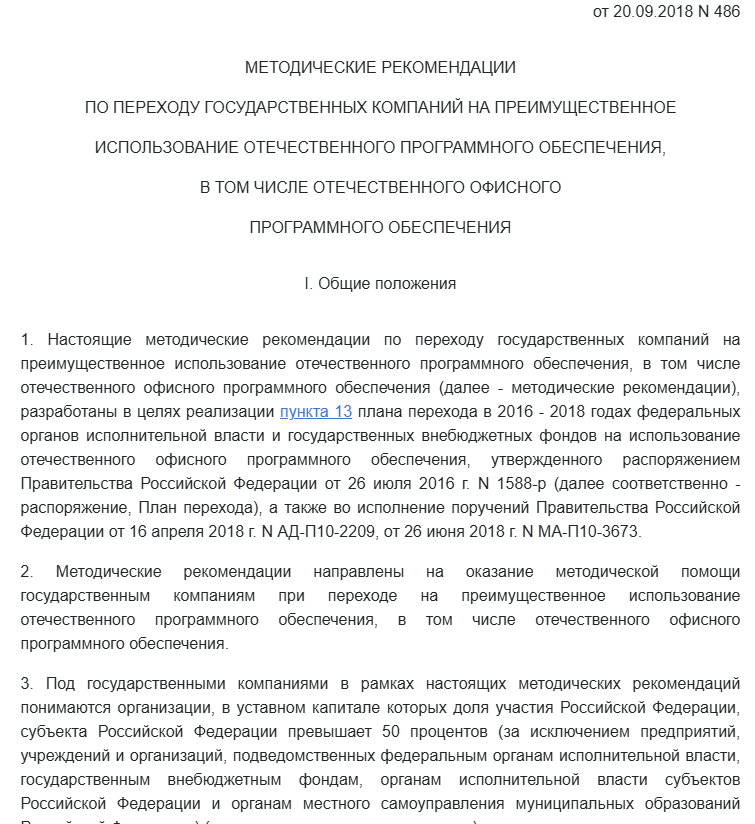 от 20.09.2018 N 486
МЕТОДИЧЕСКИЕ РЕКОМЕНДАЦИИ
ПО ПЕРЕХОДУ ГОСУДАРСТВЕННЫХ КОМПАНИЙ НА ПРЕИМУЩЕСТВЕННОЕ
ИСПОЛЬЗОВАНИЕ ОТЕЧЕСТВЕННОГО ПРОГРАММНОГО ОБЕСПЕЧЕНИЯ,
В ТОМ ЧИСЛЕ ОТЕЧЕСТВЕННОГО ОФИСНОГО
ПРОГРАММНОГО ОБЕСПЕЧЕНИЯ
I. Общие положения
1. Настоящие методические рекомендации по переходу государственных компаний на
преимущественное использование отечественного программного обеспечения, в том числе
отечественного офисного программного обеспечения (далее - методические рекомендации),
разработаны в целях реализации пункта 13 плана перехода в 2016 - 2018 годах федеральных
органов исполнительной власти и государственных внебюджетных фондов на использование
отечественного офисного программного обеспечения, утвержденного распоряжением
Правительства Российской Федерации от 26 июля 2016 г. N 1588-р (далее соответственно -
распоряжение, План перехода), а также во исполнение поручений Правительства Российской
Федерации от 16 апреля 2018 г. N АД-П10-2209, от 26 июня 2018 г. N МА-П10-3673.
2. Методические рекомендации направлены на оказание методической помощи
государственным компаниям при переходе на преимущественное использование
отечественного программного обеспечения, в том числе отечественного офисного
программного обеспечения.
3. Под государственными компаниями в рамках настоящих методических рекомендаций
понимаются организации, в уставном капитале которых доля участия Российской Федерации,
субъекта Российской Федерации превышает 50 процентов (за исключением предприятий,
учреждений и организаций, подведомственных федеральным органам исполнительной власти,
государственным внебюджетным фондам, органам исполнительной власти субъектов
Российской Федерации и органам местного самоуправления муниципальных образований